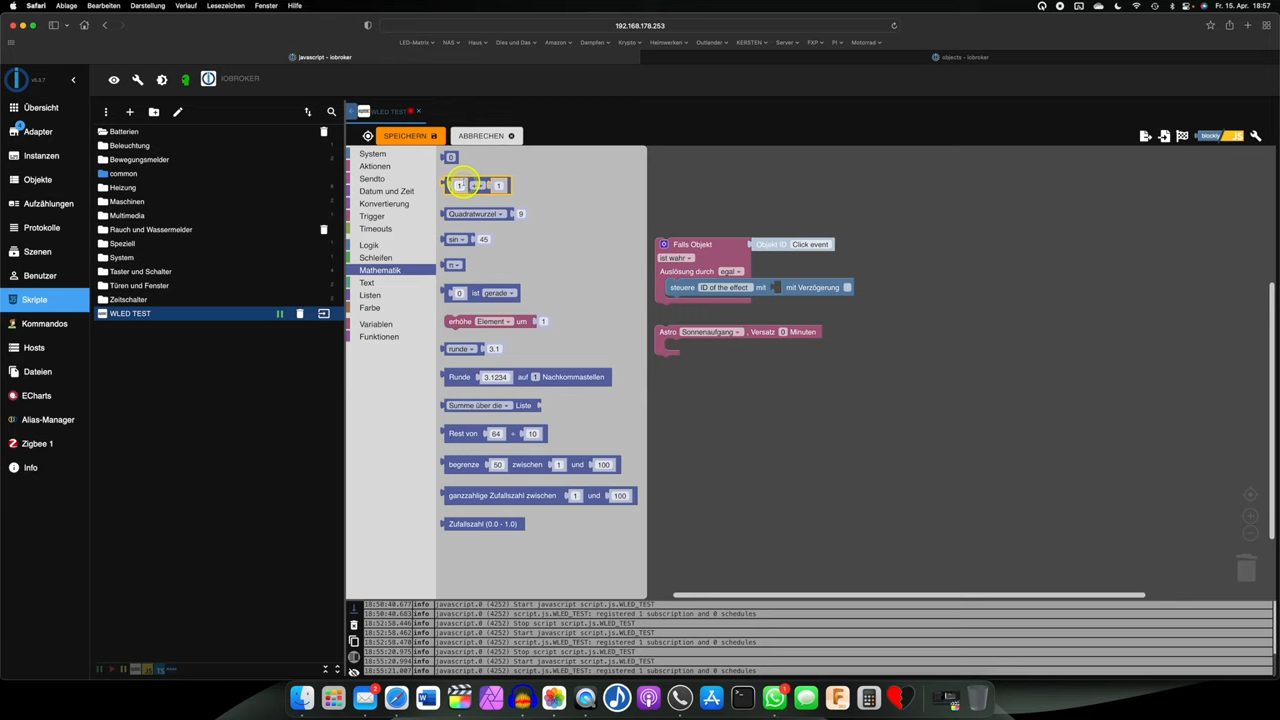 Safari Ablage Bearbeiten Darstellung Verlauf Lesezeichen Fenster Hilfe
Fr. 15. Apr. 18:57
192.168.178.253
LED-Metrix NAS Haus Dies und Das Amazon Dampfen Krypto Heimwerken Outlander KERSTEN Server FXP PI Motorrad
javascript - iobroker
objects - iobroker
IOBROKER
Übersicht
Adapter
Instanzen
Objekte
Aufzählungen
Protokolle
Szenen
Benutzer
Skripte
Kommandos
Hosts
Dateien
ECharts
Alias-Manager
Zigbee 1
Info
Batterien
Beleuchtung
Bewegungsmelder
common
Heizung
Maschinen
Multimedia
Rauch und Wassermelder
Speziell
System
Taster und Schalter
Türen und Fenster
Zeitschalter
WLED TEST
WLED TEST
SPEICHERN
ABBRECHEN
blockly JS
System
Aktionen
Sendto
Datum und Zeit
Konvertierung
Trigger
Timeouts
Logik
Schleifen
Mathematik
Text
Listen
Farbe
Variablen
Funktionen
0
1 1
Quadratwurzel 9
sin 45
π
0 ist gerade
erhöhe Element um 1
runde 3.1
Runde 3.1234 auf 1 Nachkommastellen
Summe über die Liste
Rest von 64 ÷ 10
begrenze 50 zwischen 1 und 100
ganzzahlige Zufallszahl zwischen 1 und 100
Zufallszahl (0.0 - 1.0)
Falls Objekt Objekt ID Click event
ist wahr
Auslösung durch egal
steuere ID of the effect mit mit Verzögerung
Astro Sonnenaufgang , Versatz 0 Minuten
18:50:40.677 info javascript.0 (4252) Start javascript script.js.WLED_TEST
18:50:40.683 info javascript.0 (4252) script.js.WLED_TEST: registered 1 subscription and 0 schedules
18:52:58.446 info javascript.0 (4252) Stop script script.js.WLED_TEST
18:52:58.464 info javascript.0 (4252) Start javascript script.js.WLED_TEST
18:52:58.470 info javascript.0 (4252) script.js.WLED_TEST: registered 1 subscription and 0 schedules
18:55:20.975 info javascript.0 (4252) Stop script script.js.WLED_TEST
18:55:20.994 info javascript.0 (4252) Start javascript script.js.WLED_TEST
18:55:21.007 info javascript.0 (4252) script.js.WLED_TEST: registered 1 subscription and 0 schedules